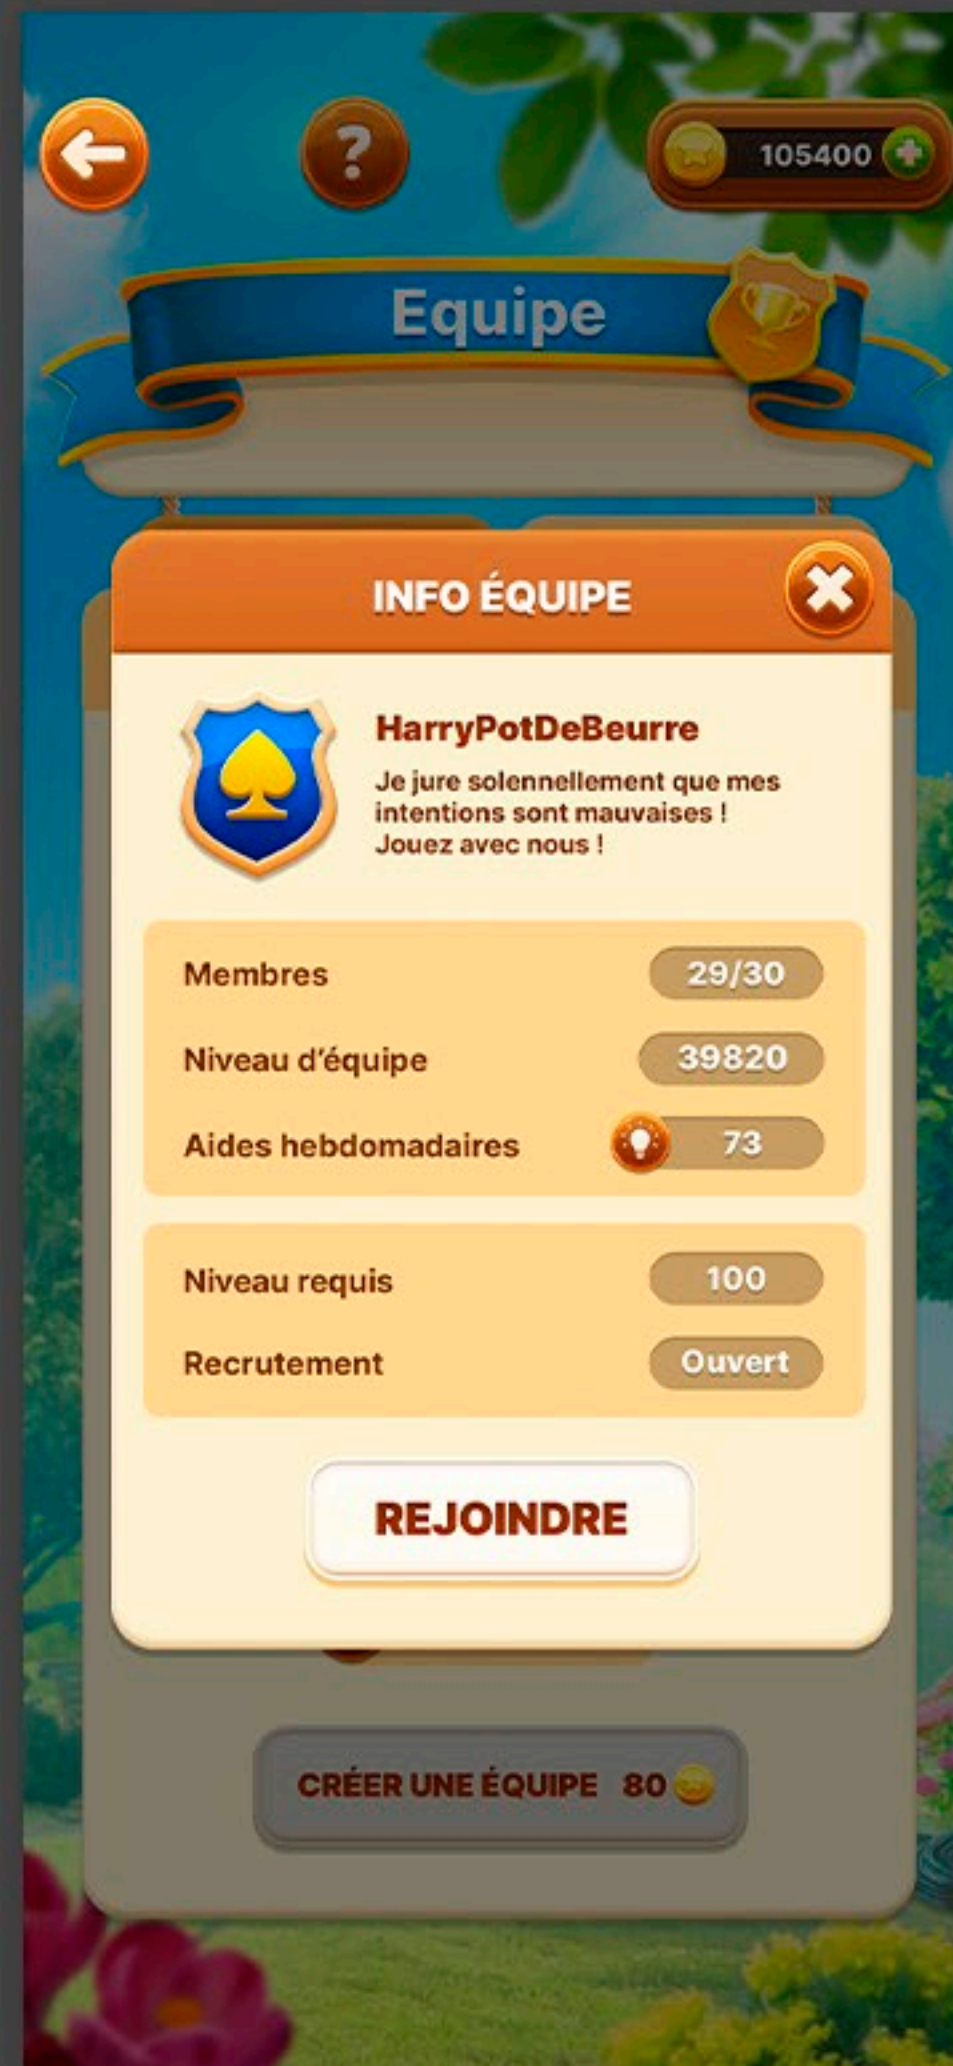 ?
105400
Equipe
INFO ÉQUIPE
HarryPotDeBeurre
Je jure solennellement que mes
intentions sont mauvaises !
Jouez avec nous !
Membres 29/30
Niveau d’équipe 39820
Aides hebdomadaires 73
Niveau requis 100
Recrutement Ouvert
REJOINDRE
CRÉER UNE ÉQUIPE 80